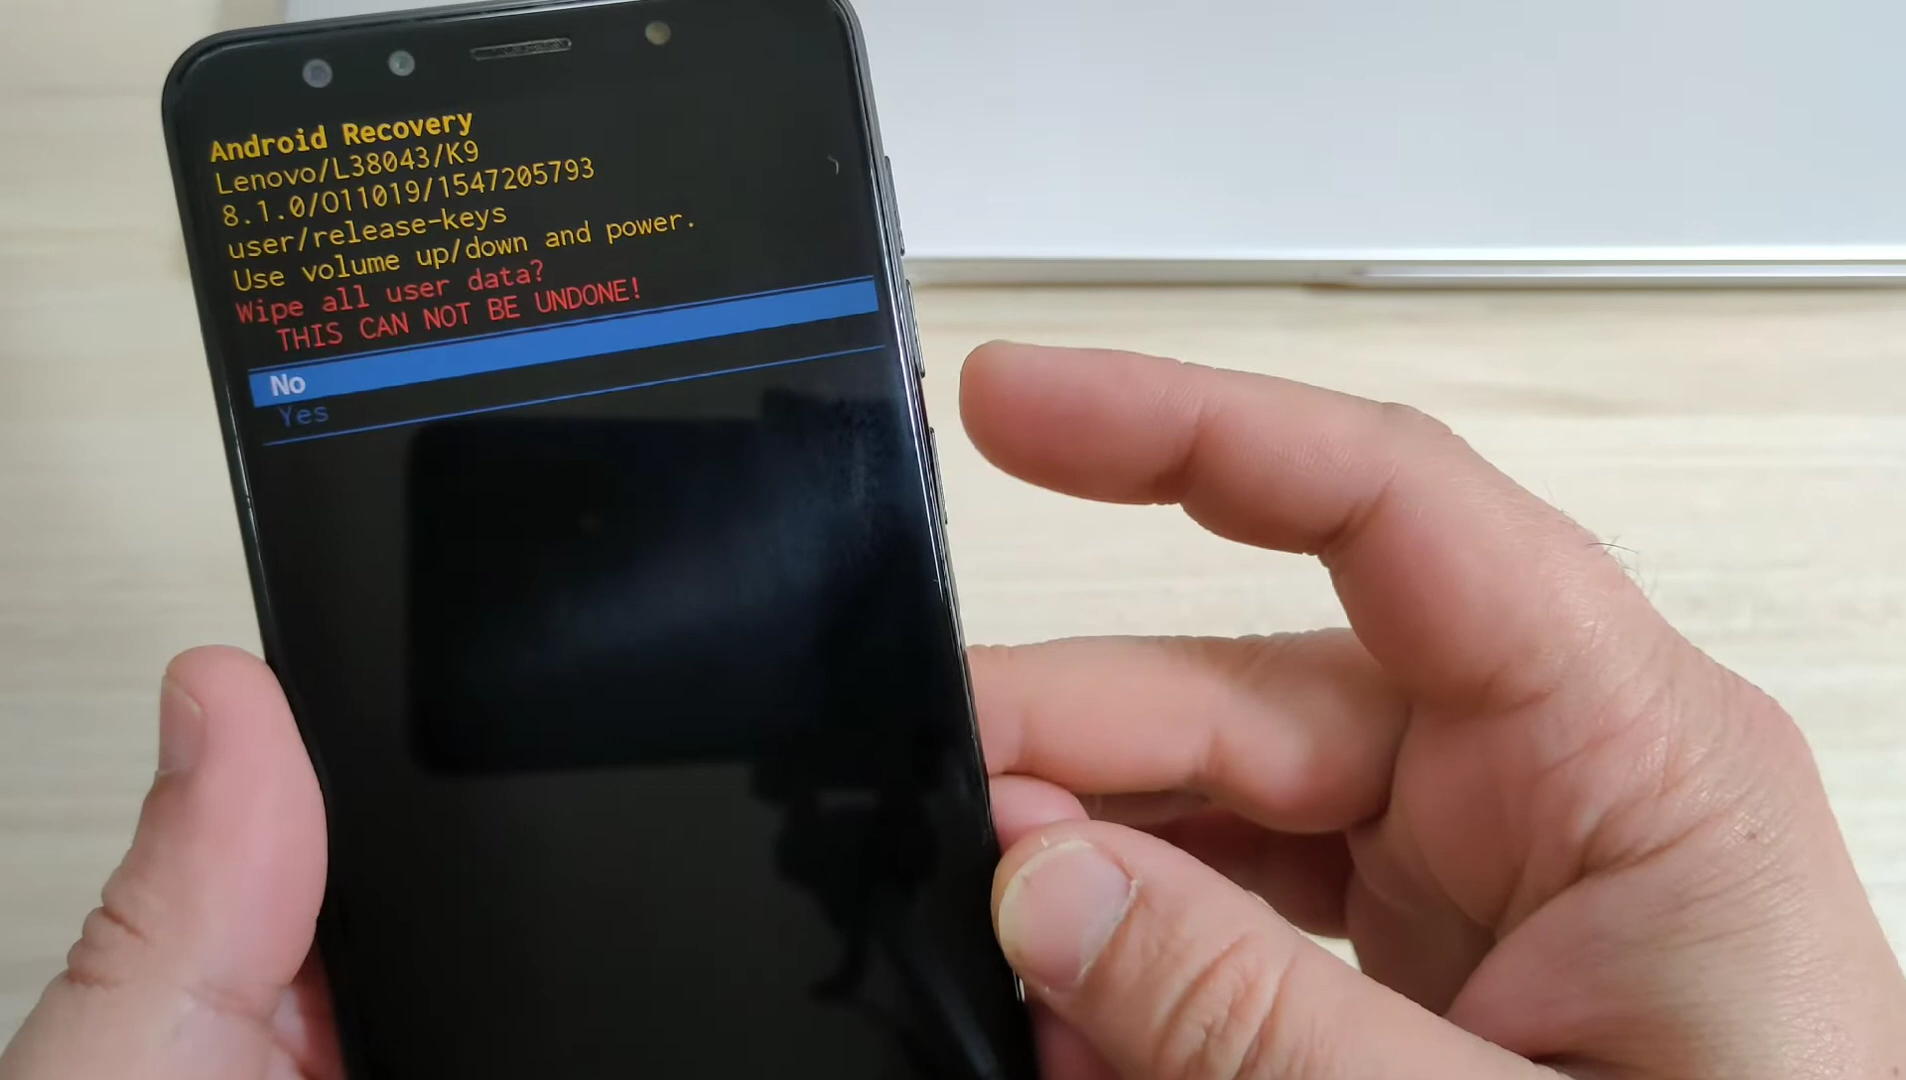 Android Recovery
Lenovo/L38043/K9
8.1.0/O11019/1547205793
user/release-keys
Use volume up/down and power.
Wipe all user data?
THIS CAN NOT BE UNDONE!
No
Yes